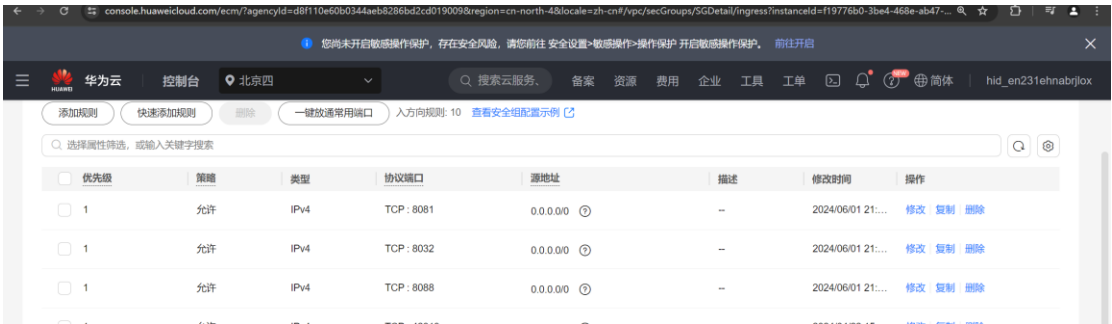 console.huaweicloud.com/ecm/?agencyId=d8f110e60b0344aeb8286bd2cd019009&region=cn-north-4&locale=zh-cn#/vpc/secGroups/SGDetail/ingress?instanceId=f19776b0-3be4-468e-ab47-...
您尚未开启敏感操作保护，存在安全风险，请您前往 安全设置>敏感操作>操作保护 开启敏感操作保护。 前往开启
HUAWEI 华为云 控制台 北京四 搜索云服务、 备案 资源 费用 企业 工具 工单 NEW 简体 hid_en231ehnabrjlox
添加规则 快速添加规则 删除 一键放通常用端口 入方向规则: 10 查看安全组配置示例
选择属性筛选，或输入关键字搜索
优先级 策略 类型 协议端口 源地址 描述 修改时间 操作
1 允许 IPv4 TCP : 8081 0.0.0.0/0 -- 2024/06/01 21:... 修改 复制 删除
1 允许 IPv4 TCP : 8032 0.0.0.0/0 -- 2024/06/01 21:... 修改 复制 删除
1 允许 IPv4 TCP : 8088 0.0.0.0/0 -- 2024/06/01 21:... 修改 复制 删除